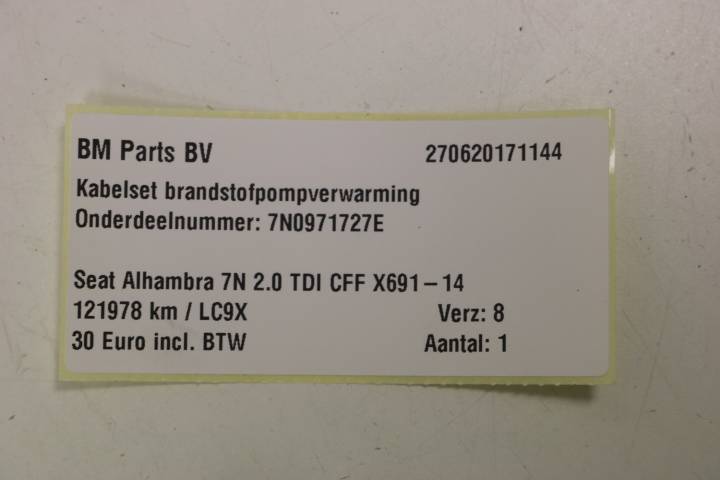 BM Parts BV 270620171144
Kabelset brandstofpompverwarming
Onderdeelnummer: 7N0971727E
Seat Alhambra 7N 2.0 TDI CFF X691-14
121978 km / LC9X Verz: 8
30 Euro incl. BTW Aantal: 1